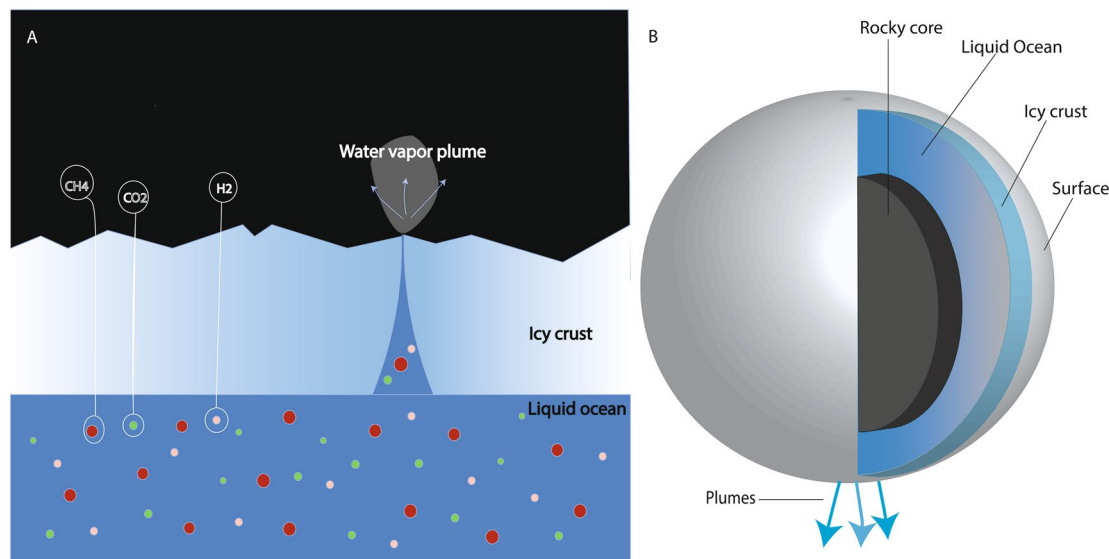 A
Water vapor plume
CH4
CO2
H2
Icy crust
Liquid ocean
B
Rocky core
Liquid Ocean
Icy crust
Surface
Plumes